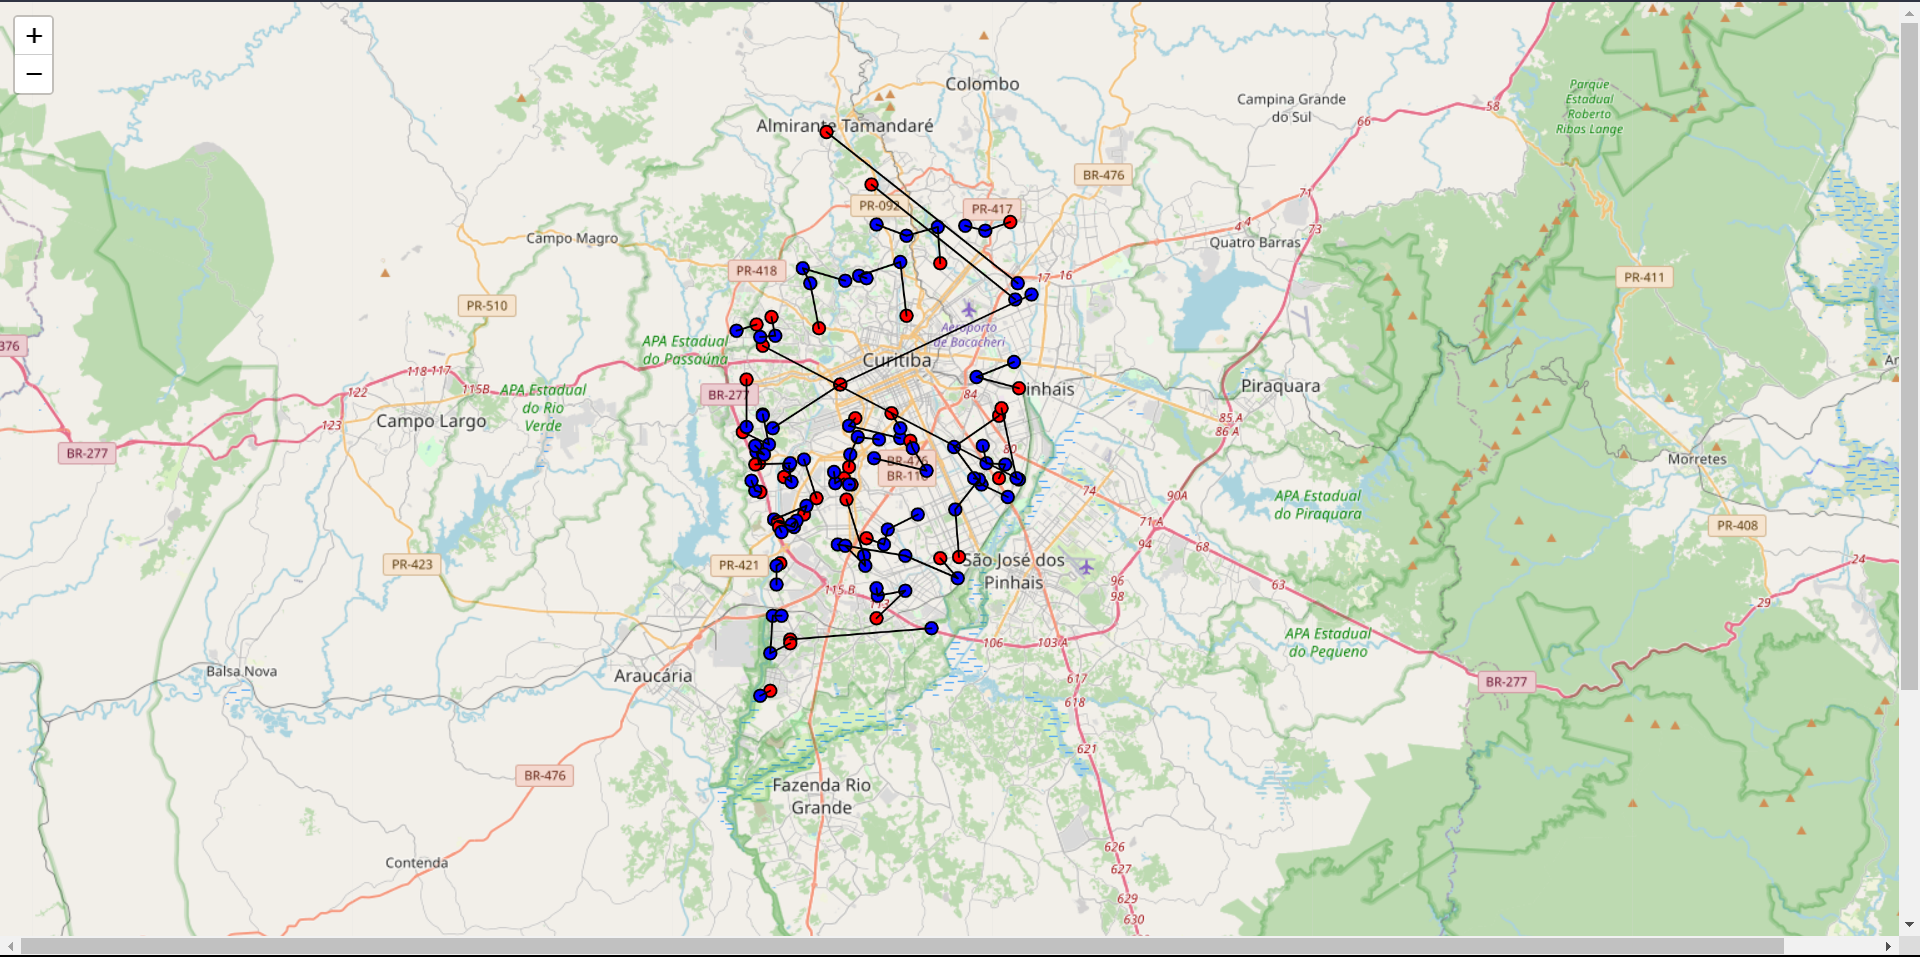 +
−
Colombo
Campina Grande
do Sul
Parque
Estadual
Roberto
Ribas Lange
58
66
Almirante Tamandaré
BR-476
71
PR-092
PR-417
4
73
Campo Magro
Quatro Barras
PR-418
17
16
PR-411
PR-510
Aeroporto
de Bacacheri
376
APA Estadual
do Passaúna
Curitiba
118-117
115B
APA Estadual
do Rio
Verde
122
BR-277
84
inhais
Piraquara
Campo Largo
123
85 A
86 A
BR-277
80
BR-476
BR-11
Morretes
74
90A
APA Estadual
do Piraquara
71 A
PR-408
94
68
PR-423
PR-421
São José dos
Pinhais
24
96
98
63
115 B
113
29
106
103 A
APA Estadual
do Pequeno
Balsa Nova
Araucária
617
618
BR-277
621
BR-476
Fazenda Rio
Grande
626
627
629
630
Contenda